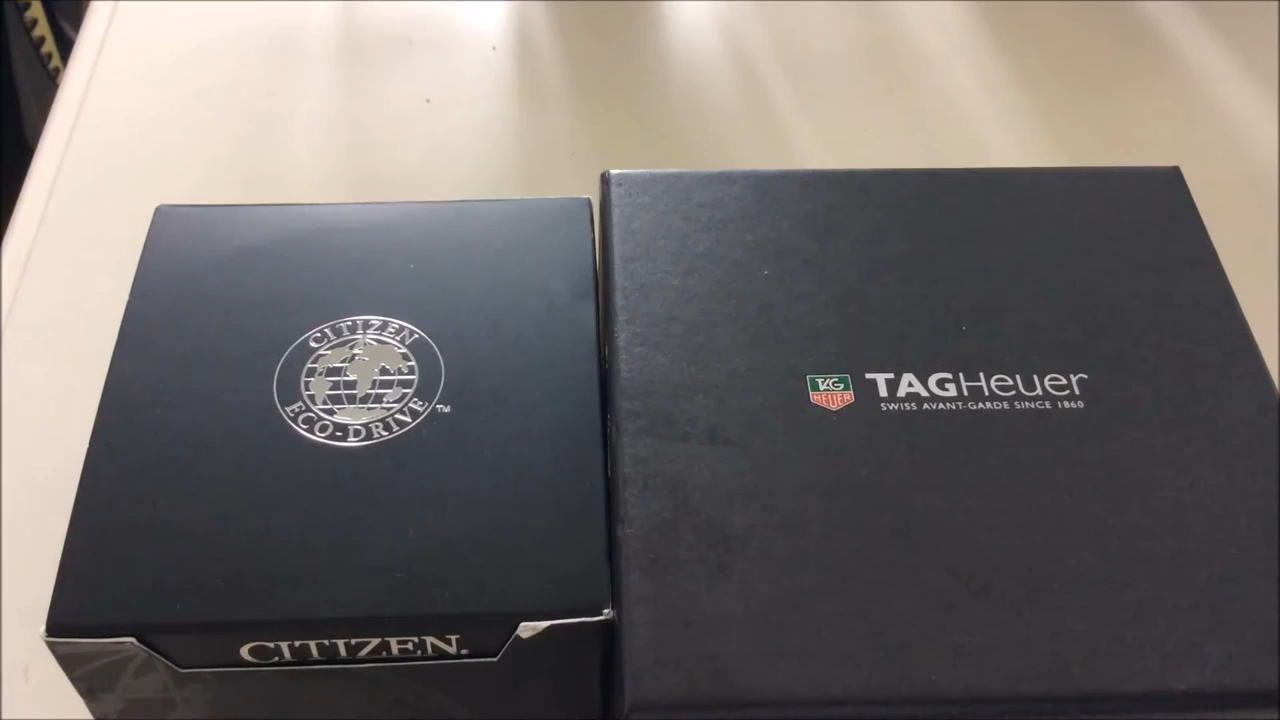 CITIZEN
ECO-DRIVE
TM
CITIZEN.
TAG
HEUER
TAGHeuer
SWISS AVANT-GARDE SINCE 1860